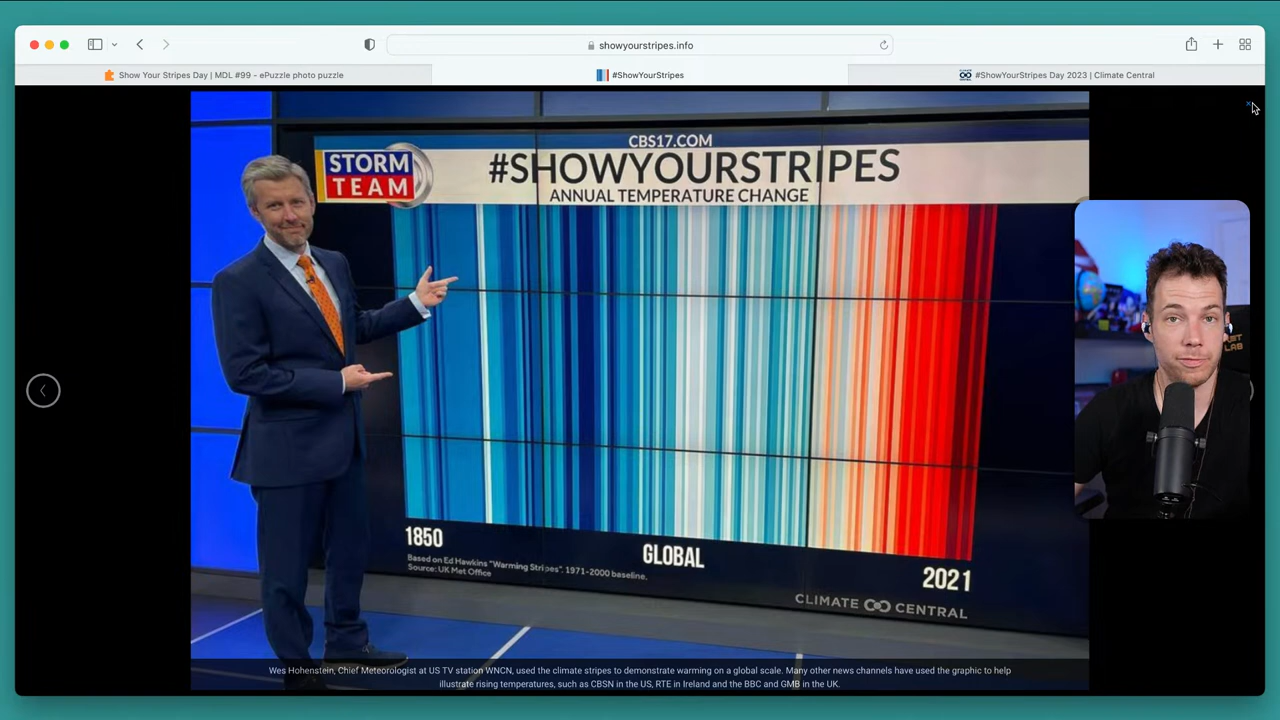 showyourstripes.info
Show Your Stripes Day | MDL #99 - ePuzzle photo puzzle
#ShowYourStripes
#ShowYourStripes Day 2023 | Climate Central
CBS17.COM
STORM
TEAM
#SHOWYOURSTRIPES
ANNUAL TEMPERATURE CHANGE
1850
GLOBAL
2021
Based on Ed Hawkins "Warming Stripes". 1971-2000 baseline.
Source: UK Met Office
CLIMATE CENTRAL
Wes Hohenstein, Chief Meteorologist at US TV station WNCN, used the climate stripes to demonstrate warming on a global scale. Many other news channels have used the graphic to help
illustrate rising temperatures, such as CBSN in the US, RTE in Ireland and the BBC and GMB in the UK.